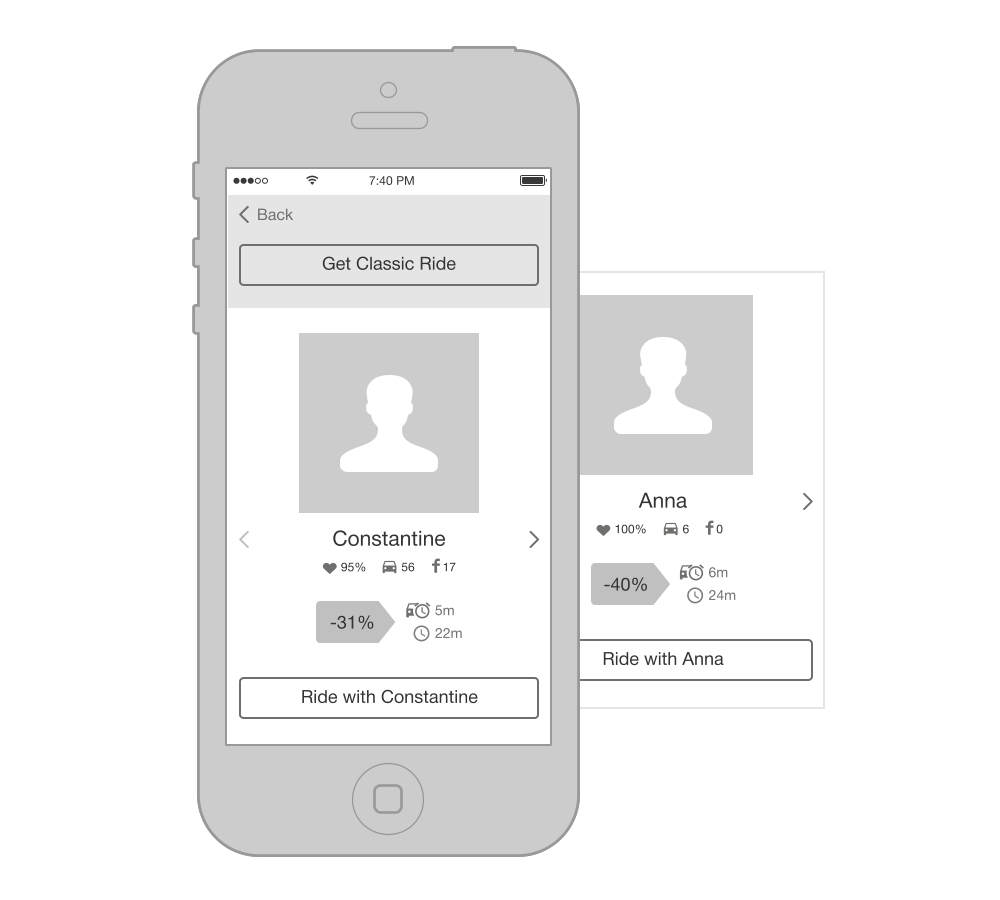 7:40 PM
Back
Get Classic Ride
Constantine
95% 56 17
-31%
5m
22m
Ride with Constantine
Anna
100% 6 0
-40%
6m
24m
Ride with Anna